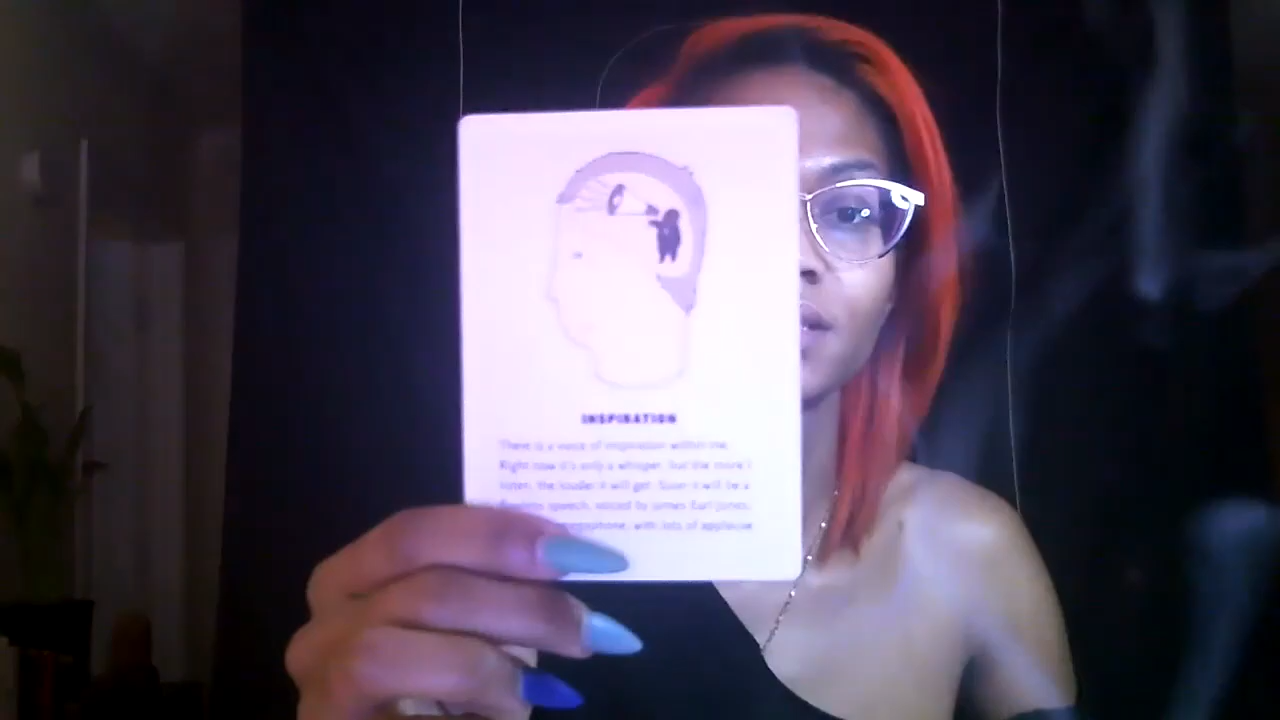 INSPIRATION
There is a voice of inspiration within me.
Right now it's only a whisper, but the more I
listen, the louder it will get. Soon it will be a
speech, voiced by James Earl Jones,
megaphone, with lots of applause